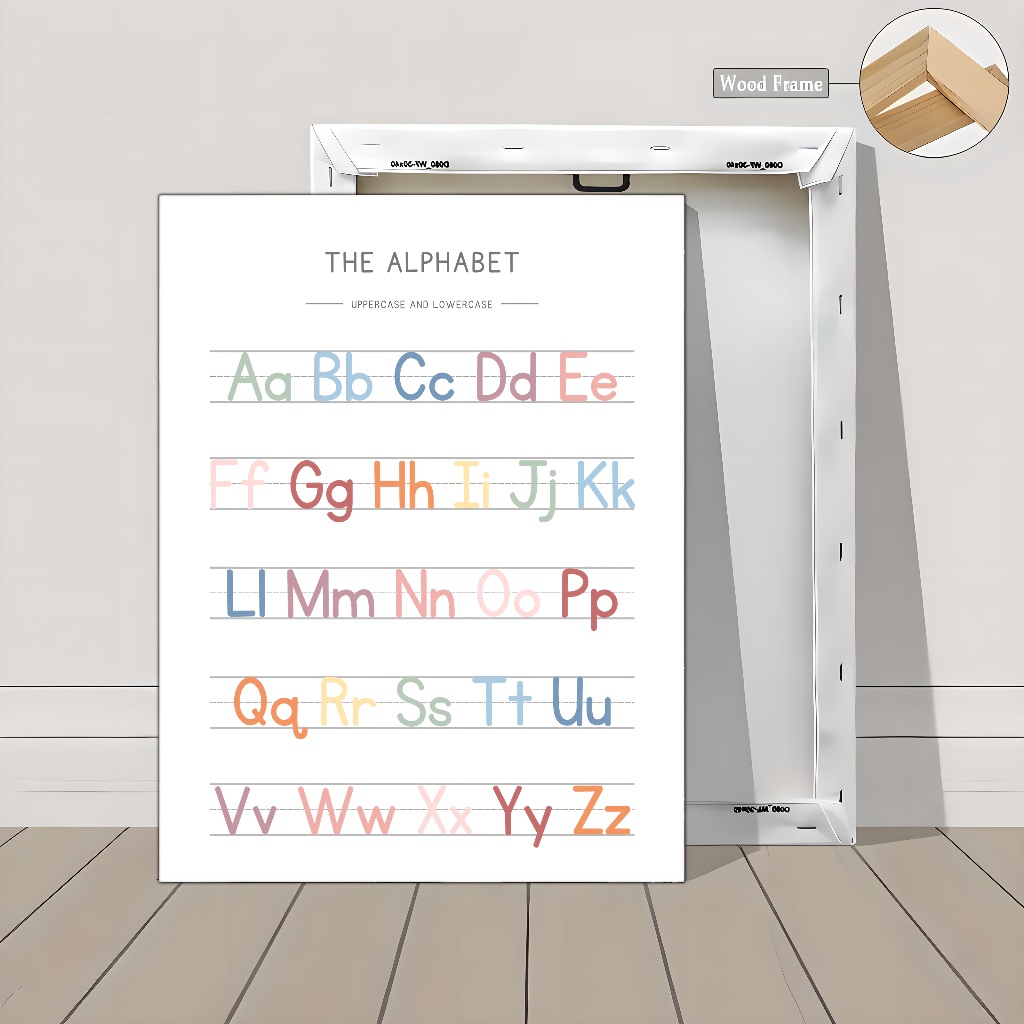 Wood Frame
THE ALPHABET
UPPERCASE AND LOWERCASE
Aa Bb Cc Dd Ee
Ff Gg Hh Ii Jj Kk
Ll Mm Nn Oo Pp
Qq Rr Ss Tt Uu
Vv Ww Xx Yy Zz